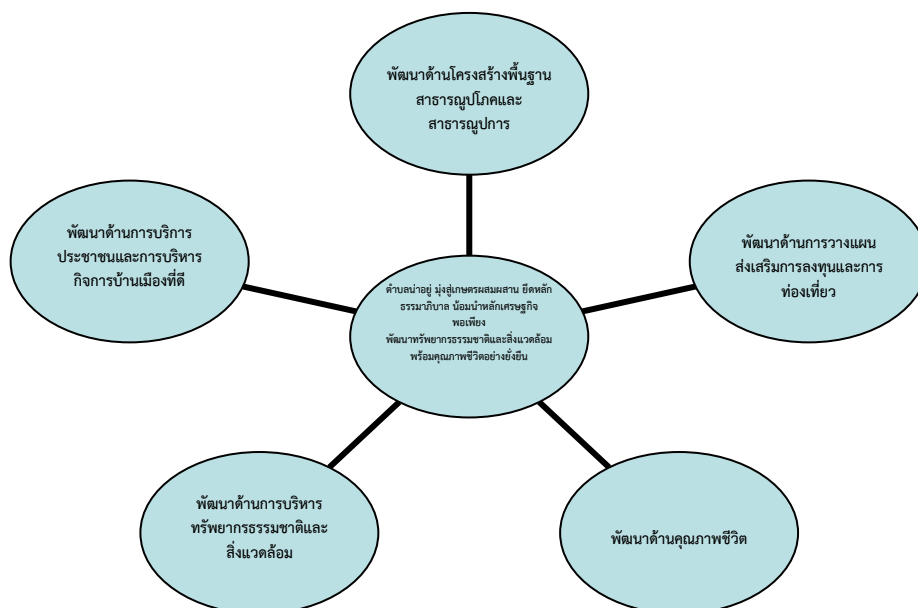 พัฒนาด้านโครงสร้างพื้นฐาน
สาธารณูปโภคและ
สาธารณูปการ
พัฒนาด้านการบริการ
ประชาชนและการบริหาร
กิจการบ้านเมืองที่ดี
พัฒนาด้านการวางแผน
ส่งเสริมการลงทุนและการ
ท่องเที่ยว
ตำบลน่าอยู่ มุ่งสู่เกษตรผสมผสาน ยึดหลัก
ธรรมาภิบาล น้อมนำหลักเศรษฐกิจ
พอเพียง
พัฒนาทรัพยากรธรรมชาติและสิ่งแวดล้อม
พร้อมคุณภาพชีวิตอย่างยั่งยืน
พัฒนาด้านการบริหาร
ทรัพยากรธรรมชาติและ
สิ่งแวดล้อม
พัฒนาด้านคุณภาพชีวิต